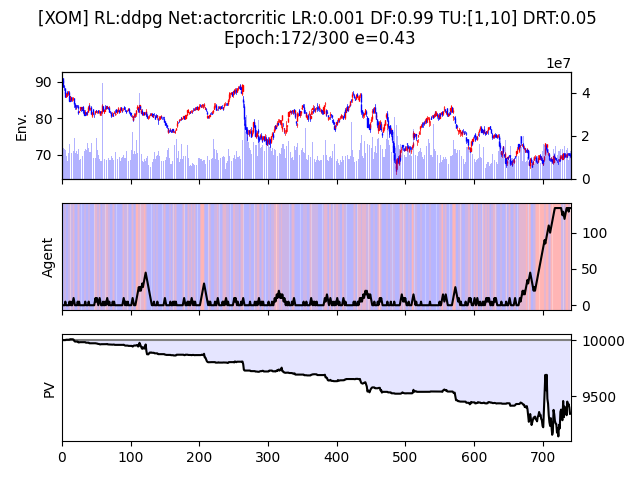 [XOM] RL:ddpg Net:actorcritic LR:0.001 DF:0.99 TU:[1,10] DRT:0.05
Epoch:172/300 e=0.43
1e7
90
80
70
Env.
4
2
0
Agent
100
50
0
PV
10000
9500
0 100 200 300 400 500 600 700